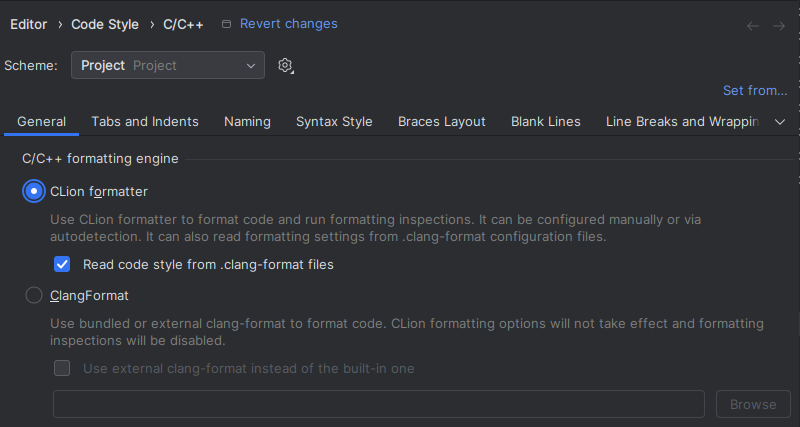 Editor › Code Style › C/C++ Revert changes
Scheme: Project Project
Set from...
General Tabs and Indents Naming Syntax Style Braces Layout Blank Lines Line Breaks and Wrappin
C/C++ formatting engine
CLion formatter
Use CLion formatter to format code and run formatting inspections. It can be configured manually or via
autodetection. It can also read formatting settings from .clang-format configuration files.
Read code style from .clang-format files
ClangFormat
Use bundled or external clang-format to format code. CLion formatting options will not take effect and formatting
inspections will be disabled.
Use external clang-format instead of the built-in one
Browse